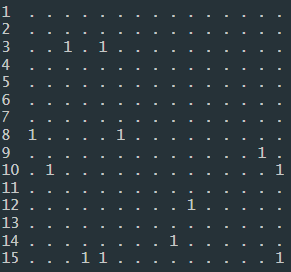 1 . . . . . . . . . . . . . . .
2 . . . . . . . . . . . . . . .
3 . . 1 . 1 . . . . . . . . . .
4 . . . . . . . . . . . . . . .
5 . . . . . . . . . . . . . . .
6 . . . . . . . . . . . . . . .
7 . . . . . . . . . . . . . . .
8 1 . . . . 1 . . . . . . . . .
9 . . . . . . . . . . . . . 1 .
10 . 1 . . . . . . . . . . . . 1
11 . . . . . . . . . . . . . . .
12 . . . . . . . . . 1 . . . . .
13 . . . . . . . . . . . . . . .
14 . . . . . . . . 1 . . . . . .
15 . . . 1 1 . . . . . . . . . 1